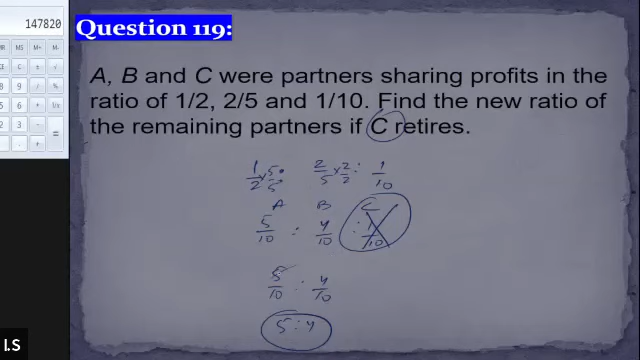 147820
Question 119:
MR MS M+ M-
A, B and C were partners sharing profits in the
ratio of 1/2, 2/5 and 1/10. Find the new ratio of
the remaining partners if C retires.
1/2 × 5/5 : 2/5 × 2/2 : 1/10
A B C
5/10 : 4/10 : 1/10
5/10 : 4/10
5 : 4
I.S